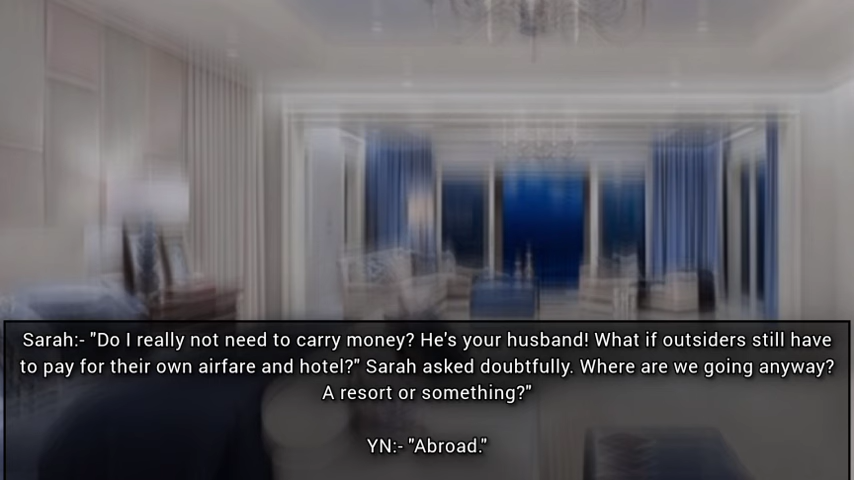 Sarah:- "Do I really not need to carry money? He's your husband! What if outsiders still have
to pay for their own airfare and hotel?" Sarah asked doubtfully. Where are we going anyway?
A resort or something?"
YN:- "Abroad."